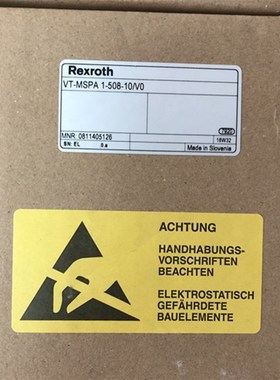 Rexroth
VT-MSPA 1-508-10/V0
MNR: 0811405126
SN: EL
18W32
Made in Slovenia
ACHTUNG
HANDHABUNGS-
VORSCHRIFTEN
BEACHTEN
ELEKTROSTATISCH
GEFÄHRDETE
BAUELEMENTE